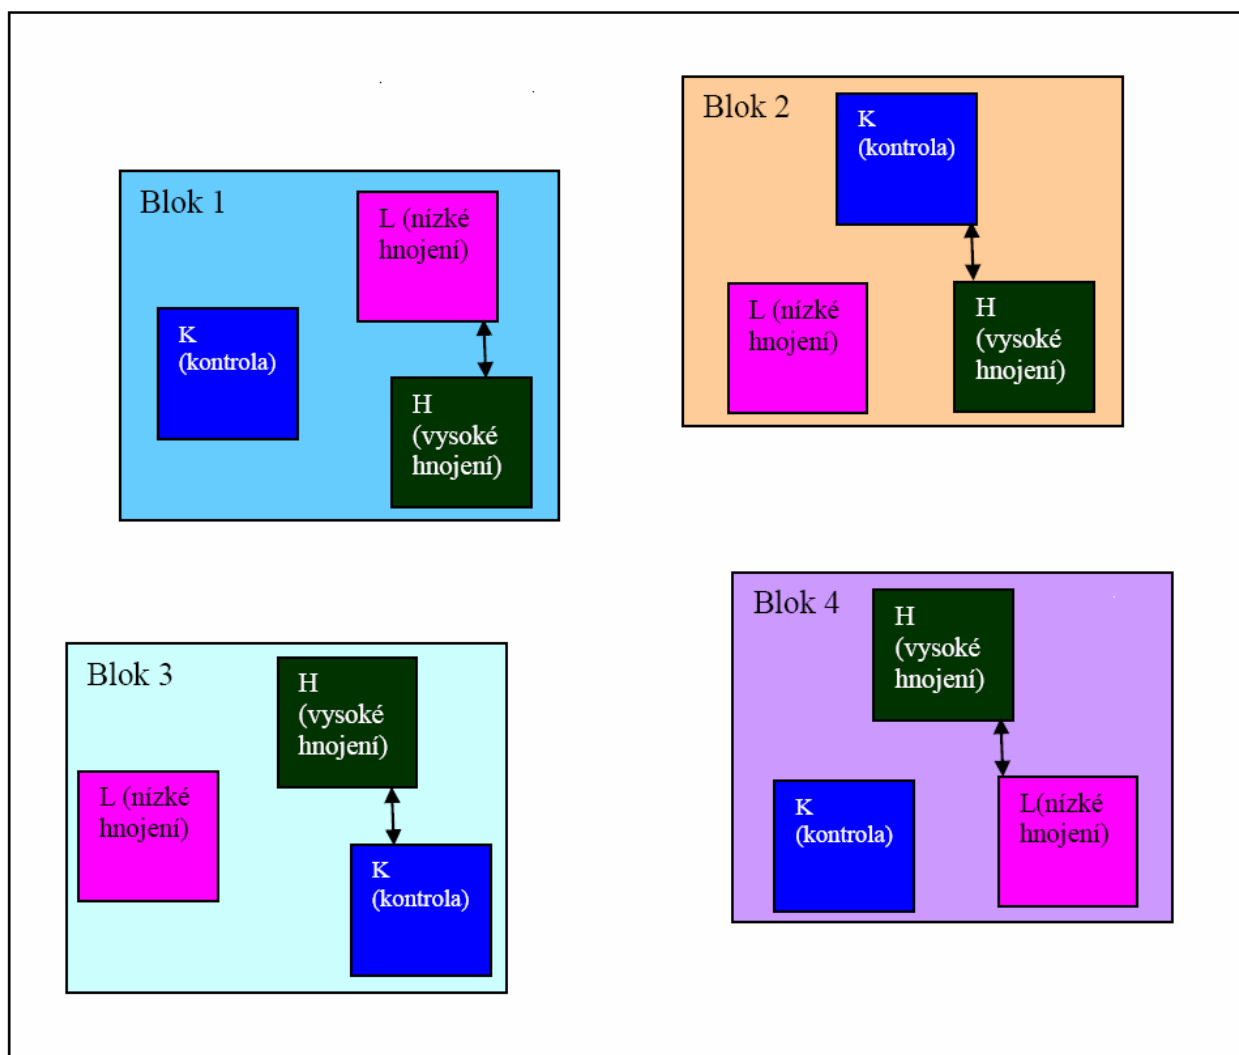 Blok 1
L (nízké
hnojení)
K
(kontrola)
H
(vysoké
hnojení)
Blok 2
K
(kontrola)
L (nízké
hnojení)
H
(vysoké
hnojení)
Blok 3
H
(vysoké
hnojení)
L (nízké
hnojení)
K
(kontrola)
Blok 4
H
(vysoké
hnojení)
K
(kontrola)
L(nízké
hnojení)